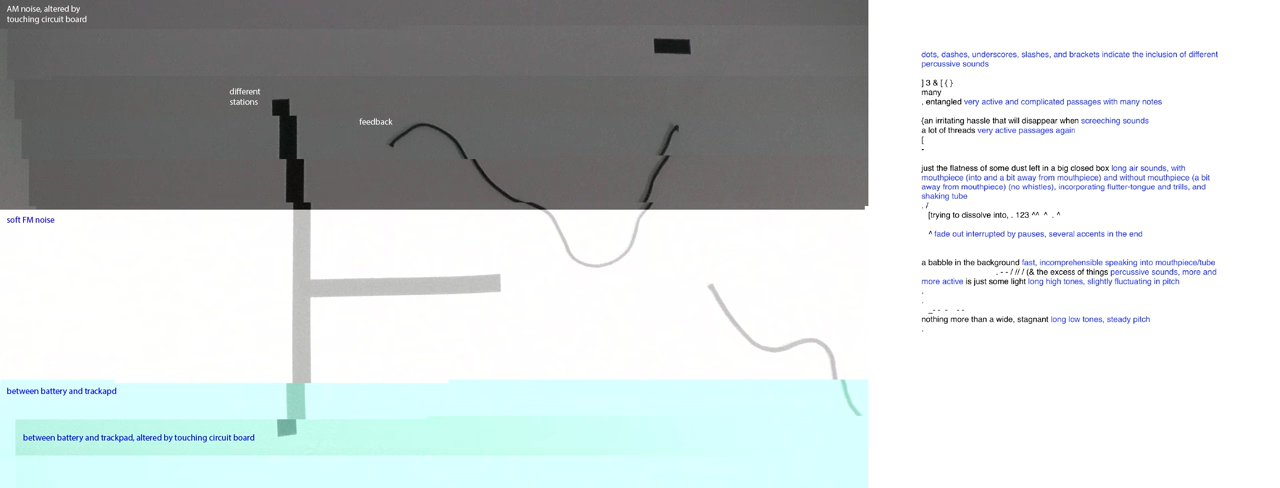 AM noise, altered by
touching circuit board
different
stations
feedback
soft FM noise
between battery and trackapd
between battery and trackpad, altered by touching circuit board
dots, dashes, underscores, slashes, and brackets indicate the inclusion of different
percussive sounds
] 3 & [ { }
many
, entangled very active and complicated passages with many notes
{an irritating hassle that will disappear when screeching sounds
a lot of threads very active passages again
[
-
just the flatness of some dust left in a big closed box long air sounds, with
mouthpiece (into and a bit away from mouthpiece) and without mouthpiece (a bit
away from mouthpiece) (no whistles), incorporating flutter-tongue and trills, and
shaking tube
. /
[trying to dissolve into, . 123 ^^ ^ . ^
^ fade out interrupted by pauses, several accents in the end
a babble in the background fast, incomprehensible speaking into mouthpiece/tube
. - - / // / (& the excess of things percussive sounds, more and
more active is just some light long high tones, slightly fluctuating in pitch
.
.
_- - - - -
nothing more than a wide, stagnant long low tones, steady pitch
.